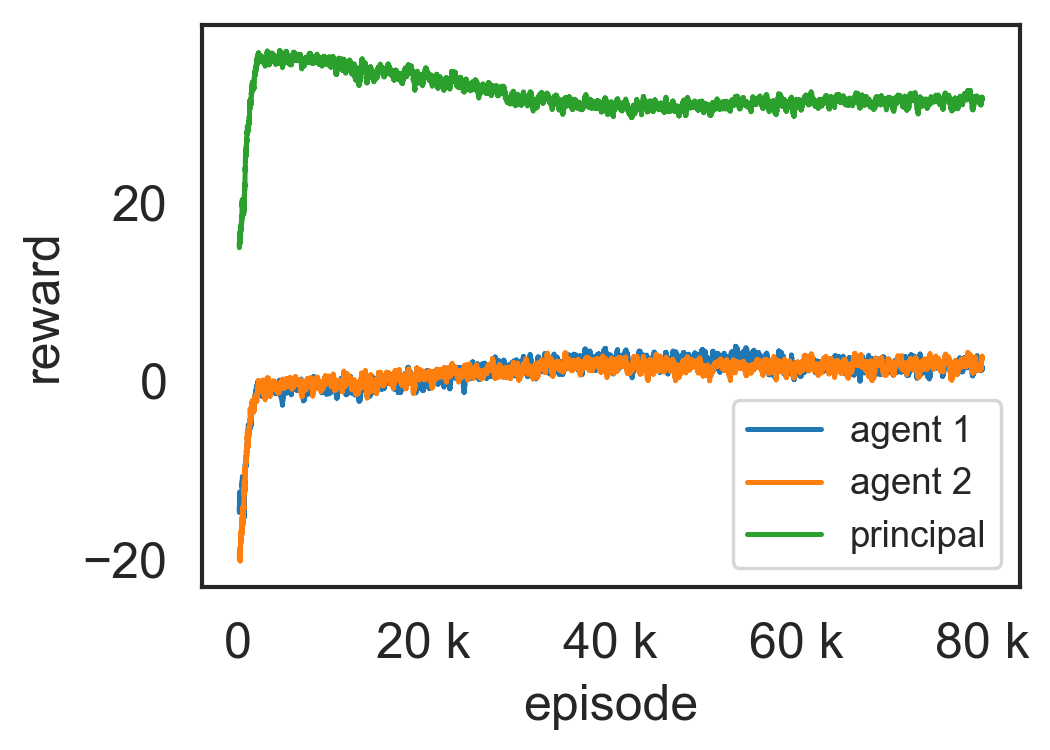 reward
20
0
−20
0
20 k
40 k
60 k
80 k
episode
agent 1
agent 2
principal